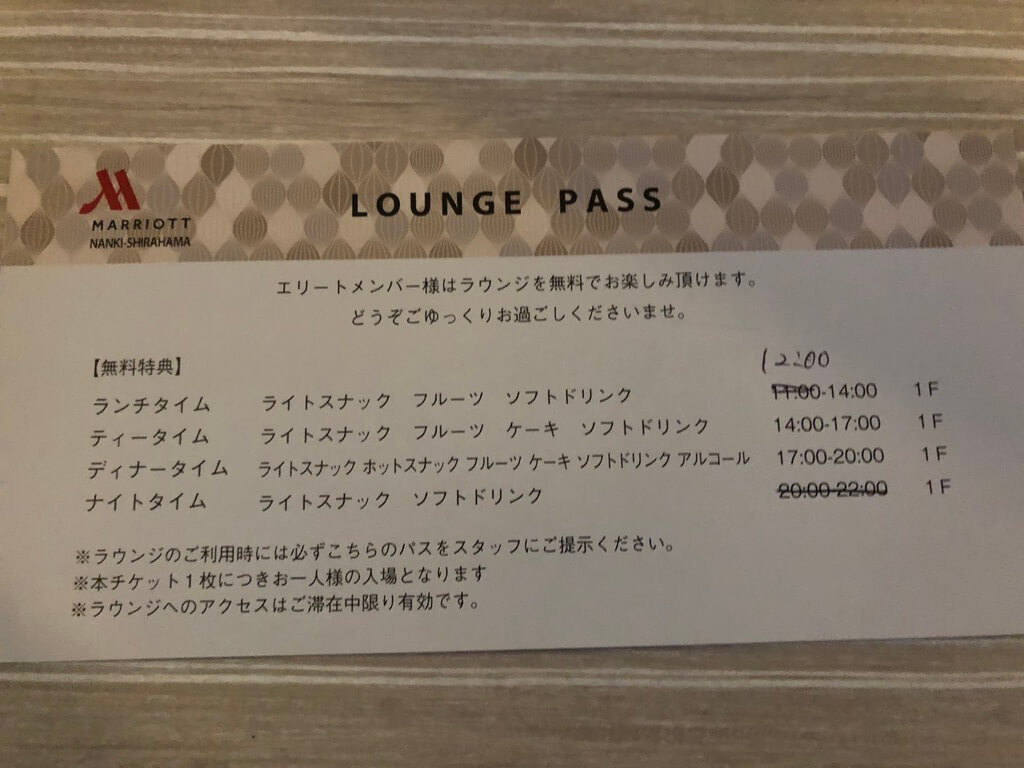 MARRIOTT
NANKI-SHIRAHAMA
LOUNGE PASS
エリートメンバー様はラウンジを無料でお楽しみ頂けます。
どうぞごゆっくりお過ごしくださいませ。
【無料特典】
12:00
ランチタイム ライトスナック フルーツ ソフトドリンク 11:00-14:00 1F
ティータイム ライトスナック フルーツ ケーキ ソフトドリンク 14:00-17:00 1F
ディナータイム ライトスナック ホットスナック フルーツ ケーキ ソフトドリンク アルコール 17:00-20:00 1F
ナイトタイム ライトスナック ソフトドリンク 20:00-22:00 1F
※ラウンジのご利用時には必ずこちらのパスをスタッフにご提示ください。
※本チケット1枚につきお一人様の入場となります
※ラウンジへのアクセスはご滞在中限り有効です。